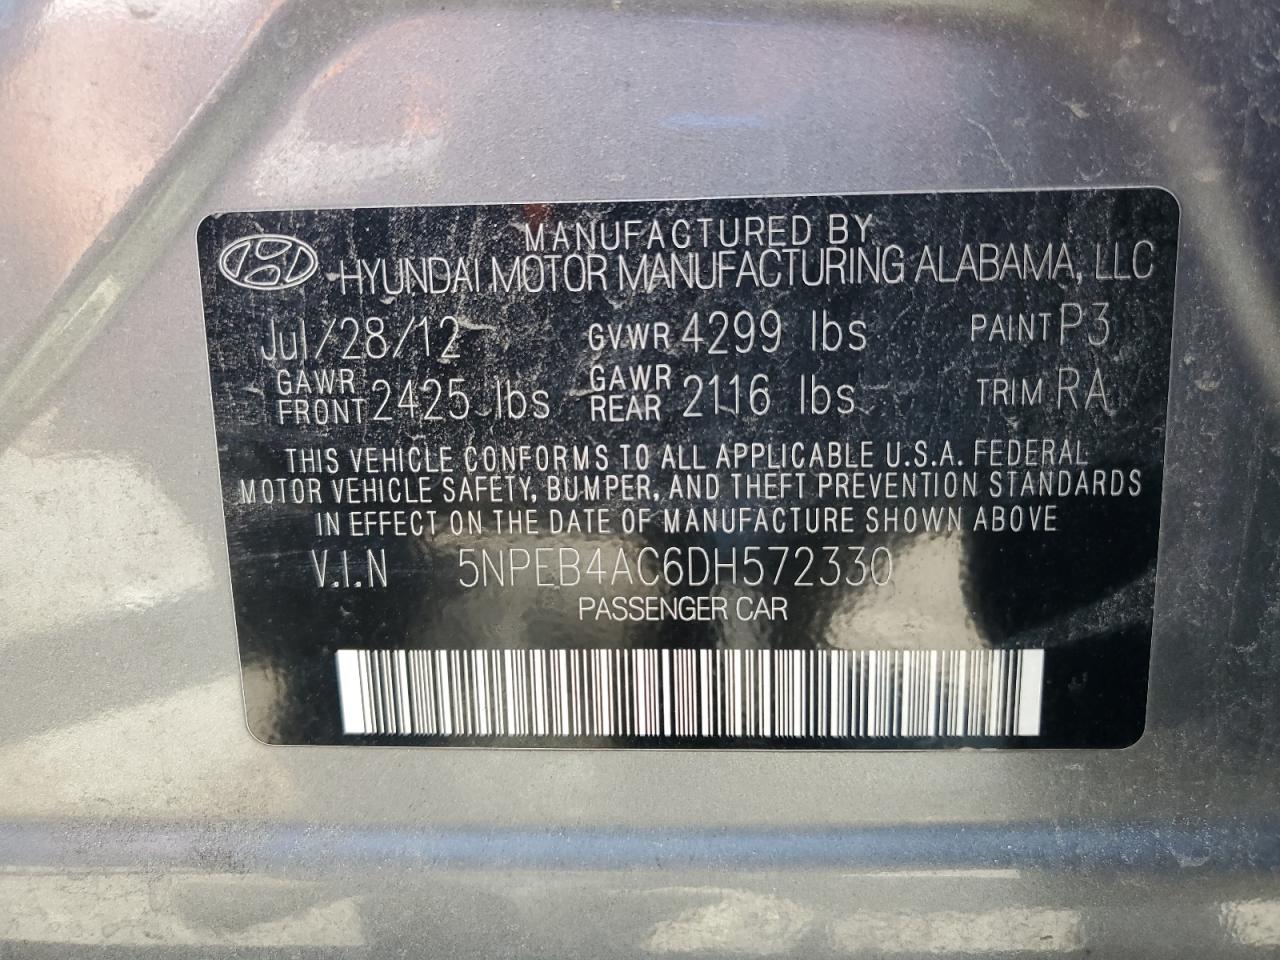 MANUFACTURED BY
HYUNDAI MOTOR MANUFACTURING ALABAMA, LLC
Jul/28/12 GVWR 4299 lbs PAINT P3
GAWR FRONT 2425 lbs GAWR REAR 2116 lbs TRIM RA
THIS VEHICLE CONFORMS TO ALL APPLICABLE U.S.A. FEDERAL
MOTOR VEHICLE SAFETY, BUMPER, AND THEFT PREVENTION STANDARDS
IN EFFECT ON THE DATE OF MANUFACTURE SHOWN ABOVE
V.I.N 5NPEB4AC6DH572330
PASSENGER CAR